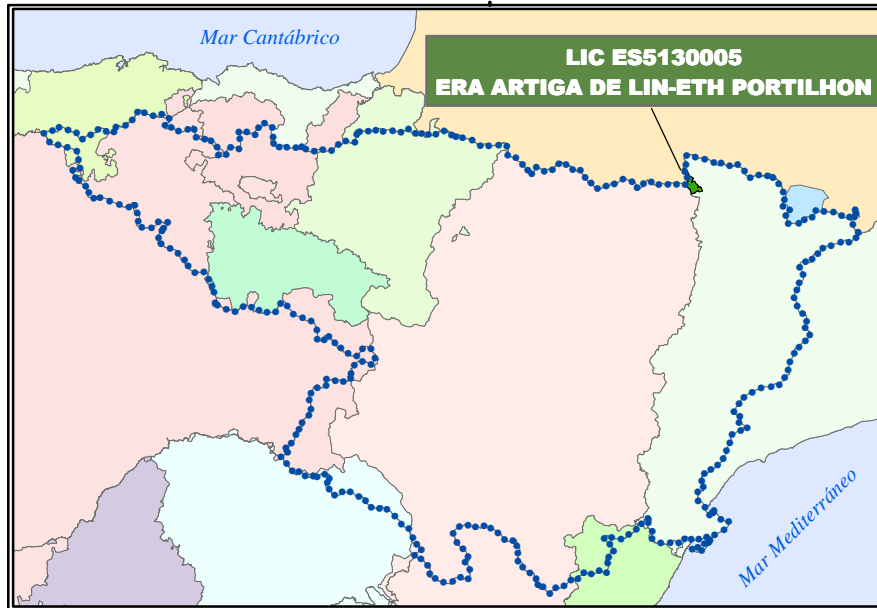 Mar Cantábrico
LIC ES5130005
ERA ARTIGA DE LIN-ETH PORTILHON
Mar Mediterráneo